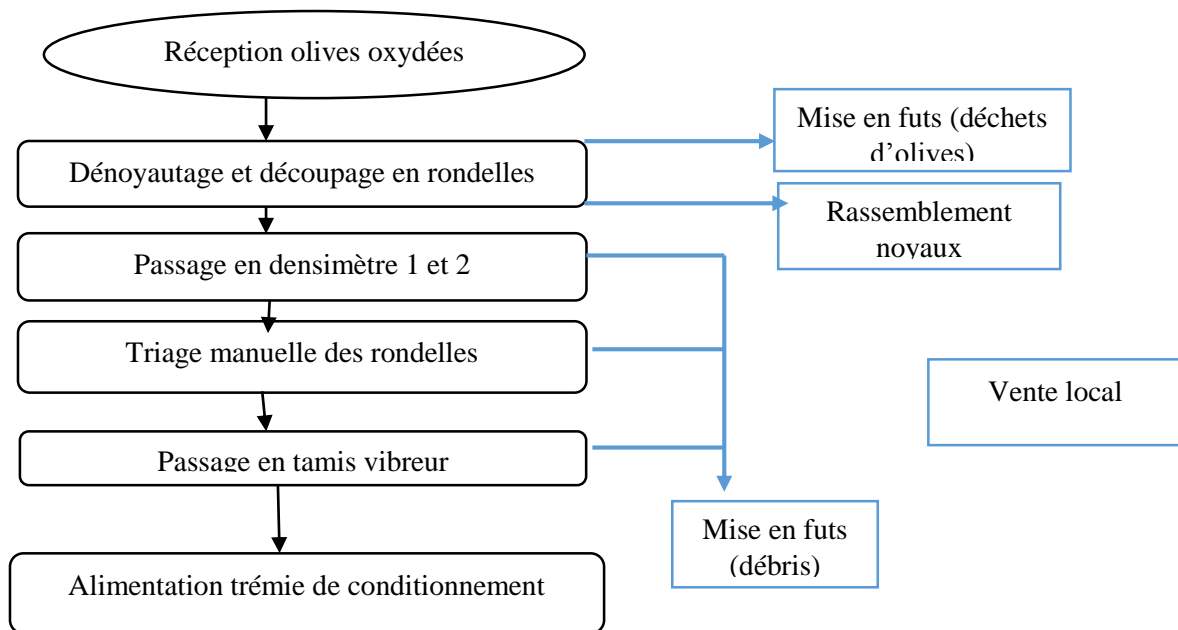 Réception olives oxydées
Mise en futs (déchets
d’olives)
Dénoyautage et découpage en rondelles
Rassemblement
noyaux
Passage en densimètre 1 et 2
Triage manuelle des rondelles
Vente local
Passage en tamis vibreur
Mise en futs
(débris)
Alimentation trémie de conditionnement